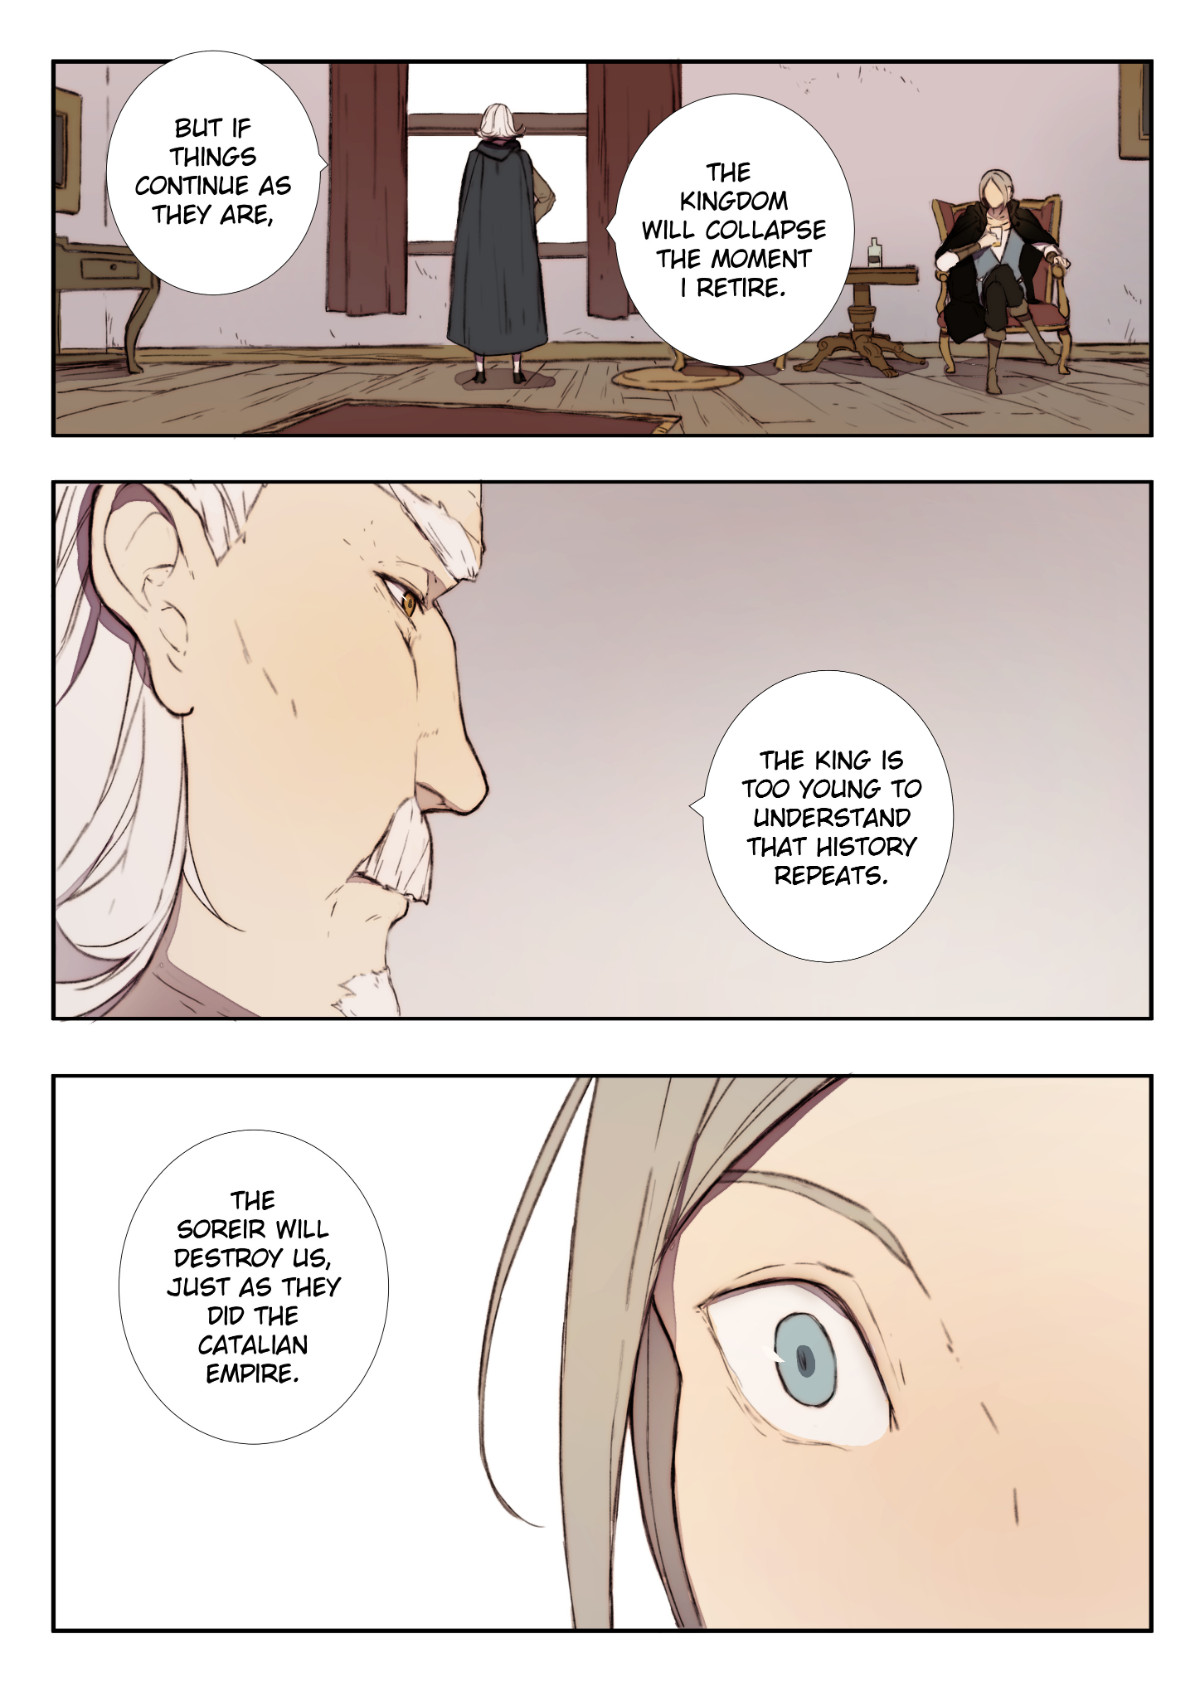 BUT IF
THINGS
CONTINUE AS
THEY ARE,
THE
KINGDOM
WILL COLLAPSE
THE MOMENT
I RETIRE.
THE KING IS
TOO YOUNG TO
UNDERSTAND
THAT HISTORY
REPEATS.
THE
SOREIR WILL
DESTROY US,
JUST AS THEY
DID THE
CATALIAN
EMPIRE.